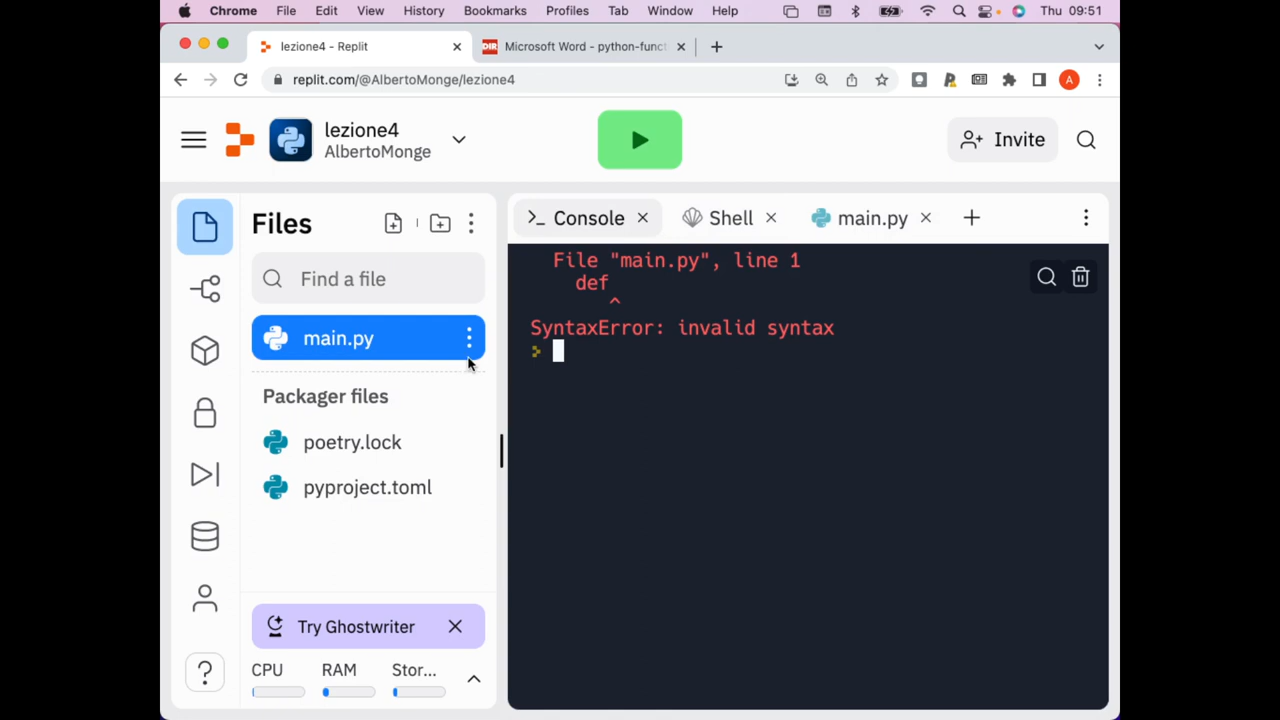 Chrome File Edit View History Bookmarks Profiles Tab Window Help Thu 09:51
lezione4 - Replit
Microsoft Word - python-funct
replit.com/@AlbertoMonge/lezione4
A
lezione4
AlbertoMonge
Invite
Files
Find a file
main.py
Packager files
poetry.lock
pyproject.toml
Try Ghostwriter
CPU RAM Stor...
Console
Shell
main.py
File "main.py", line 1
def
^
SyntaxError: invalid syntax